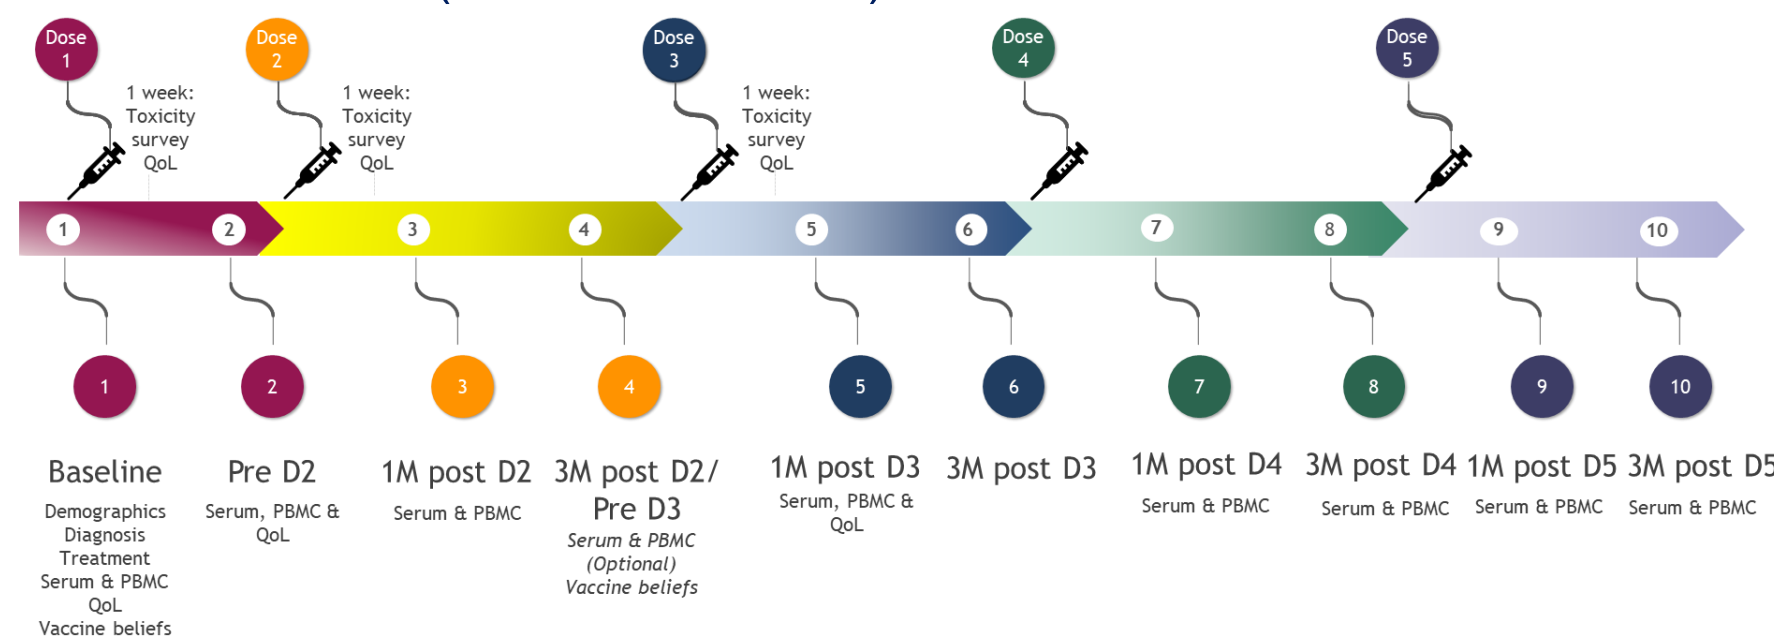 Dose
1
Dose
2
Dose
3
Dose
4
Dose
5
1 week:
Toxicity
survey
QoL
1 week:
Toxicity
survey
QoL
1 week:
Toxicity
survey
QoL
1
2
3
4
5
6
7
8
9
10
1
2
3
4
5
6
7
8
9
10
Baseline
Demographics
Diagnosis
Treatment
Serum & PBMC
QoL
Vaccine beliefs
Pre D2
Serum, PBMC &
QoL
1M post D2
Serum & PBMC
3M post D2/
Pre D3
Serum & PBMC
(Optional)
Vaccine beliefs
1M post D3
Serum, PBMC &
QoL
3M post D3
1M post D4
Serum & PBMC
3M post D4
Serum & PBMC
1M post D5
Serum & PBMC
3M post D5
Serum & PBMC